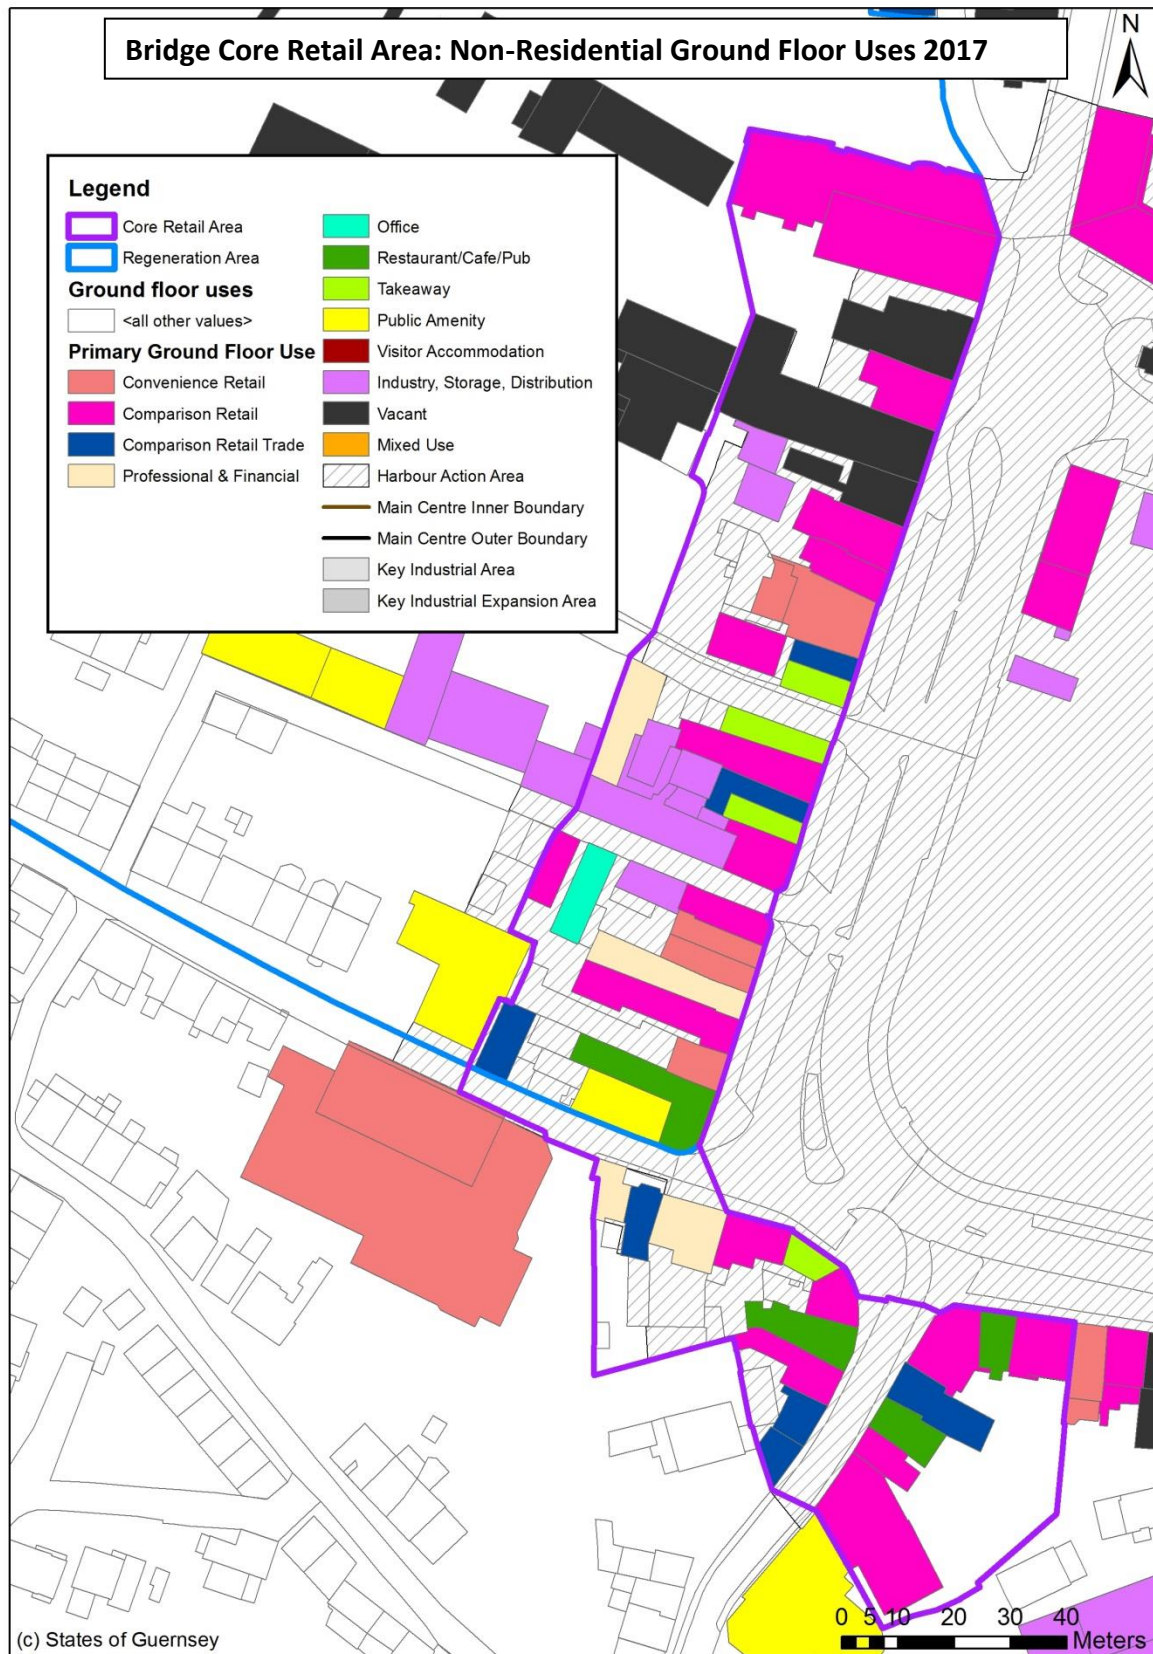 Bridge Core Retail Area: Non-Residential Ground Floor Uses 2017
N
Legend
Core Retail Area
Regeneration Area
Ground floor uses
<all other values>
Primary Ground Floor Use
Convenience Retail
Comparison Retail
Comparison Retail Trade
Professional & Financial
Office
Restaurant/Cafe/Pub
Takeaway
Public Amenity
Visitor Accommodation
Industry, Storage, Distribution
Vacant
Mixed Use
Harbour Action Area
Main Centre Inner Boundary
Main Centre Outer Boundary
Key Industrial Area
Key Industrial Expansion Area
0 5 10 20 30 40
Meters
(c) States of Guernsey